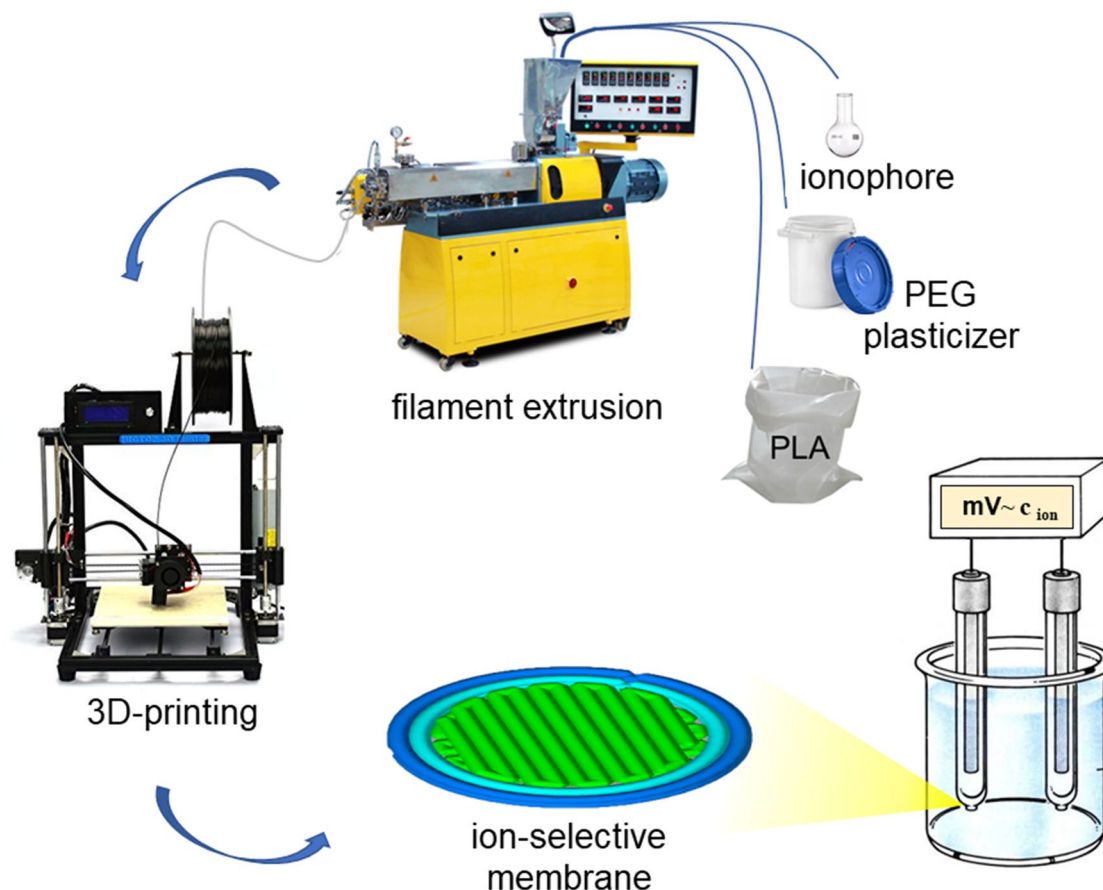 ionophore
PEG
plasticizer
filament extrusion
PLA
mV~ c ion
3D-printing
ion-selective
membrane